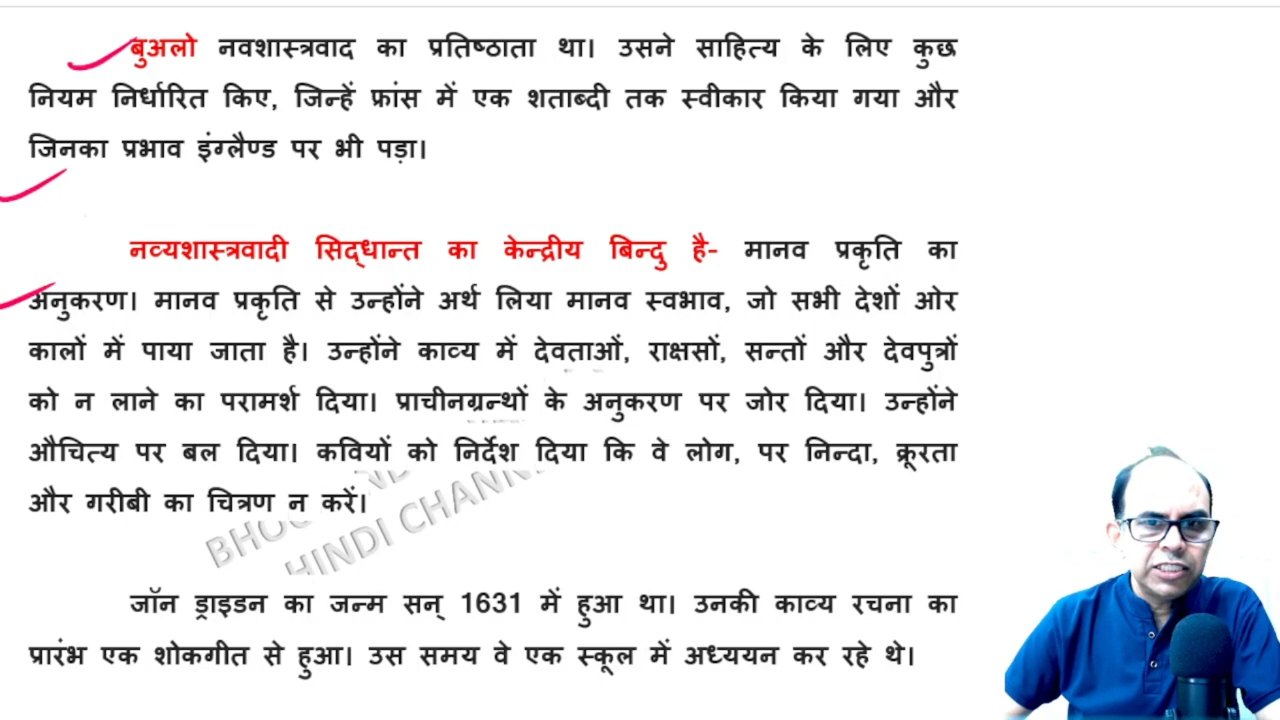 बुअलो नवशास्त्रवाद का प्रतिष्ठाता था। उसने साहित्य के लिए कुछ
नियम निर्धारित किए, जिन्हें फ्रांस में एक शताब्दी तक स्वीकार किया गया और
जिनका प्रभाव इंग्लैण्ड पर भी पड़ा।
नव्यशास्त्रवादी सिद्धान्त का केन्द्रीय बिन्दु है- मानव प्रकृति का
अनुकरण। मानव प्रकृति से उन्होंने अर्थ लिया मानव स्वभाव, जो सभी देशों ओर
कालों में पाया जाता है। उन्होंने काव्य में देवताओं, राक्षसों, सन्तों और देवपुत्रों
को न लाने का परामर्श दिया। प्राचीनग्रन्थों के अनुकरण पर जोर दिया। उन्होंने
औचित्य पर बल दिया। कवियों को निर्देश दिया कि वे लोग, पर निन्दा, क्रूरता
और गरीबी का चित्रण न करें।
HINDI
जॉन ड्राइडन का जन्म सन् 1631 में हुआ था। उनकी काव्य रचना का
प्रारंभ एक शोकगीत से हुआ। उस समय वे एक स्कूल में अध्ययन कर रहे थे।